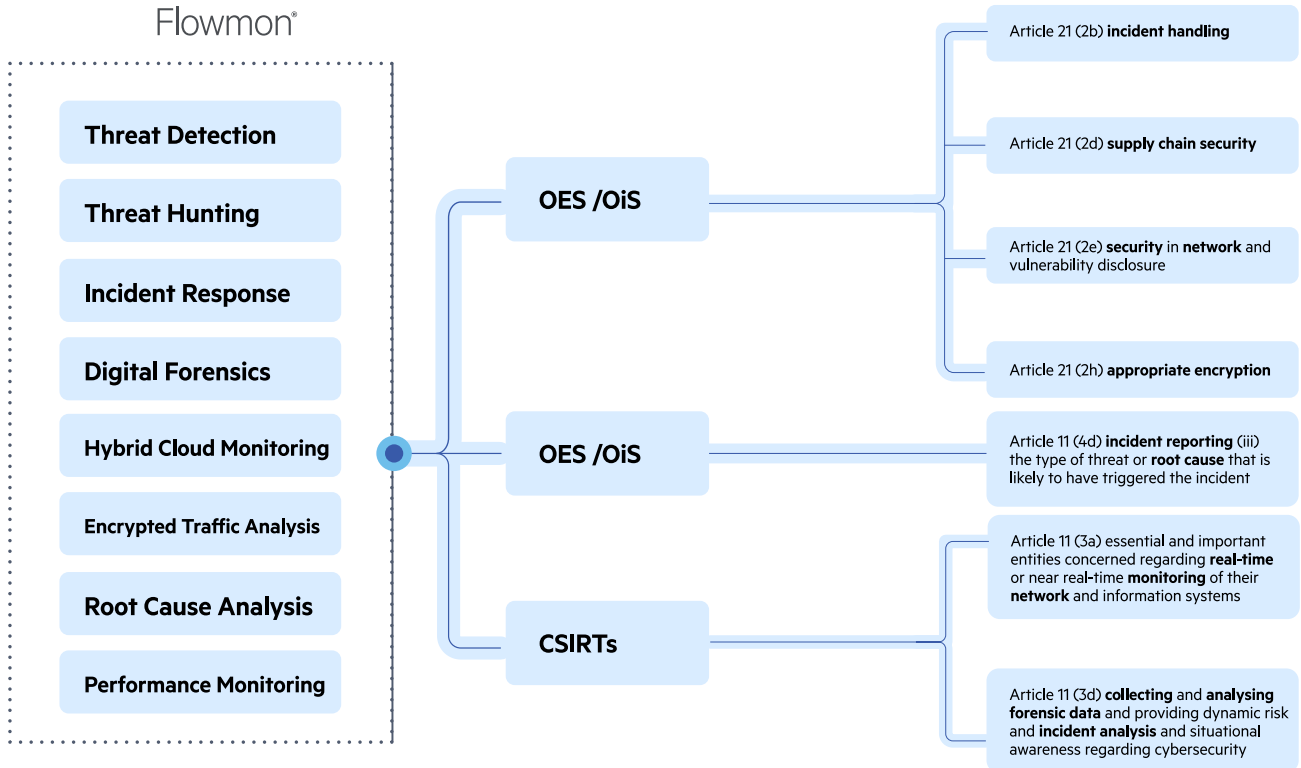 Flowmon®
Threat Detection
Threat Hunting
Incident Response
Digital Forensics
Hybrid Cloud Monitoring
Encrypted Traffic Analysis
Root Cause Analysis
Performance Monitoring
OES /OiS
OES /OiS
CSIRTs
Article 21 (2b) incident handling
Article 21 (2d) supply chain security
Article 21 (2e) security in network and
vulnerability disclosure
Article 21 (2h) appropriate encryption
Article 11 (4d) incident reporting (iii)
the type of threat or root cause that is
likely to have triggered the incident
Article 11 (3a) essential and important
entities concerned regarding real-time
or near real-time monitoring of their
network and information systems
Article 11 (3d) collecting and analysing
forensic data and providing dynamic risk
and incident analysis and situational
awareness regarding cybersecurity